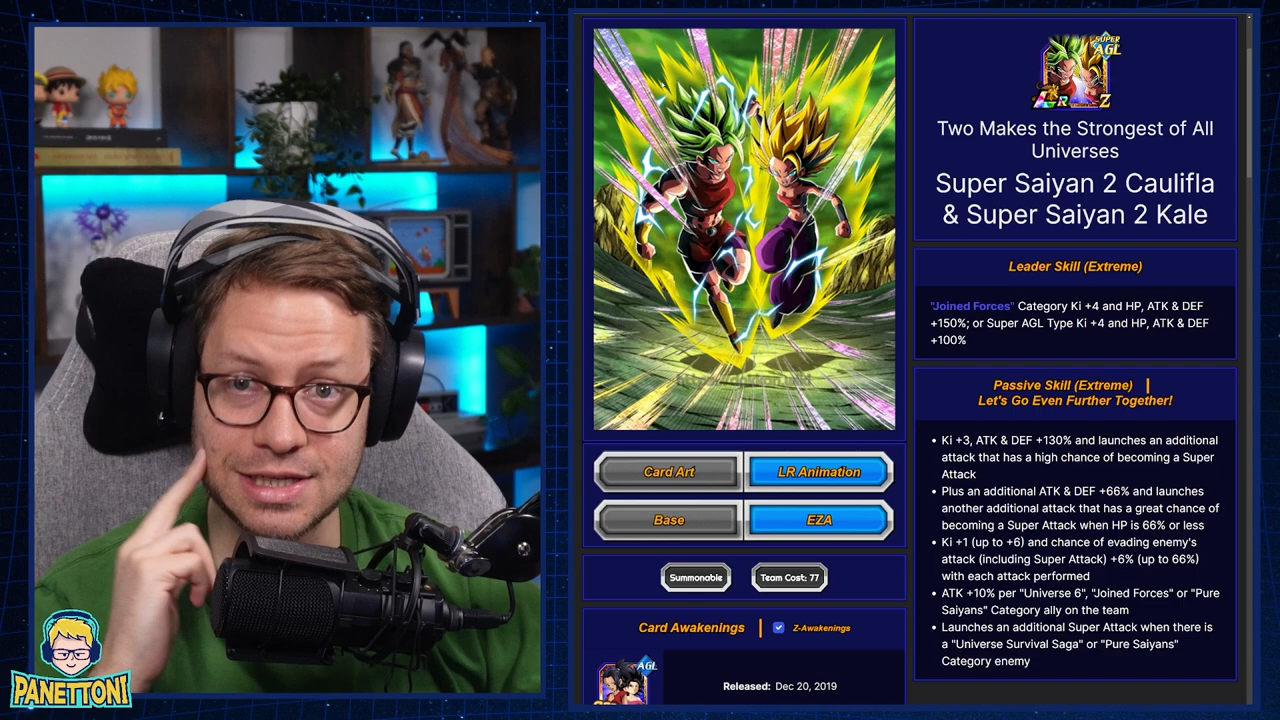 PANETTONI
Card Art
LR Animation
Base
EZA
Summonable
Team Cost: 77
Card Awakenings
Z-Awakenings
AGL
Released: Dec 20, 2019
SUPER
AGL
LR
Z
Two Makes the Strongest of All
Universes
Super Saiyan 2 Caulifla
& Super Saiyan 2 Kale
Leader Skill (Extreme)
"Joined Forces" Category Ki +4 and HP, ATK & DEF
+150%; or Super AGL Type Ki +4 and HP, ATK & DEF
+100%
Passive Skill (Extreme)
Let's Go Even Further Together!
• Ki +3, ATK & DEF +130% and launches an additional
attack that has a high chance of becoming a Super
Attack
• Plus an additional ATK & DEF +66% and launches
another additional attack that has a great chance of
becoming a Super Attack when HP is 66% or less
• Ki +1 (up to +6) and chance of evading enemy's
attack (including Super Attack) +6% (up to 66%)
with each attack performed
• ATK +10% per "Universe 6", "Joined Forces" or "Pure
Saiyans" Category ally on the team
• Launches an additional Super Attack when there is
a "Universe Survival Saga" or "Pure Saiyans"
Category enemy